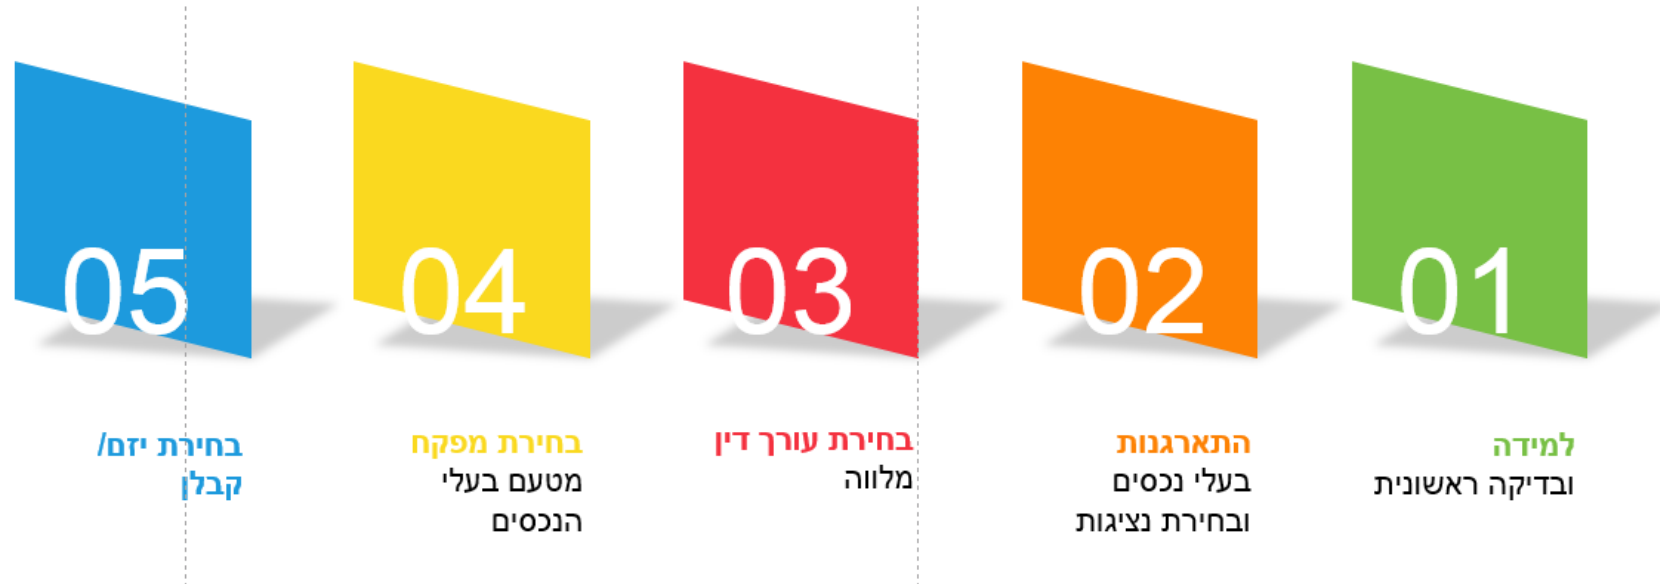 01
למידה
ובדיקה ראשונית
02
התארגנות
בעלי נכסים
ובחירת נציגות
03
בחירת עורך דין
מלווה
04
בחירת מפקח
מטעם בעלי
הנכסים
05
בחירת יזם/
קבלן